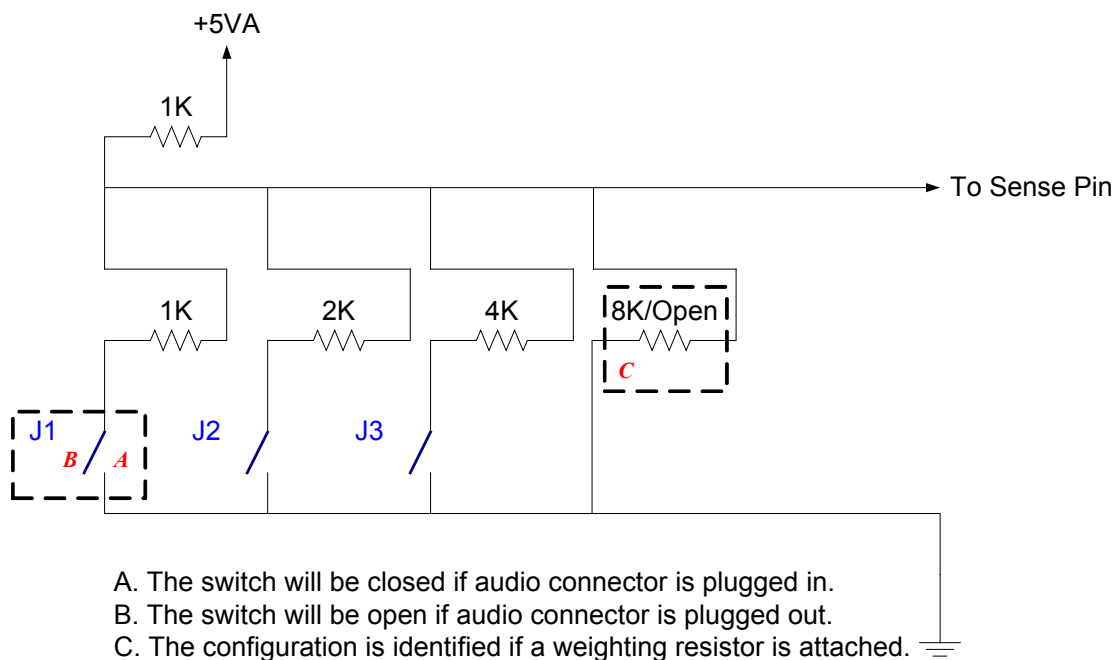 +5VA
1K
To Sense Pin
1K
2K
4K
8K/Open
C
J1
J2
J3
B
A
A. The switch will be closed if audio connector is plugged in.
B. The switch will be open if audio connector is plugged out.
C. The configuration is identified if a weighting resistor is attached.